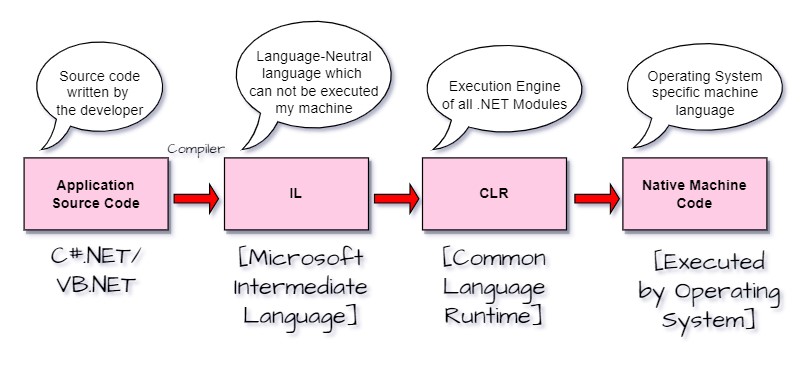 Source code
written by
the developer
Language-Neutral
language which
can not be executed
my machine
Execution Engine
of all .NET Modules
Operating System
specific machine
language
Compiler
Application
Source Code
IL
CLR
Native Machine
Code
C#.NET/
VB.NET
[Microsoft
Intermediate
Language]
[Common
Language
Runtime]
[Executed
by Operating
System]